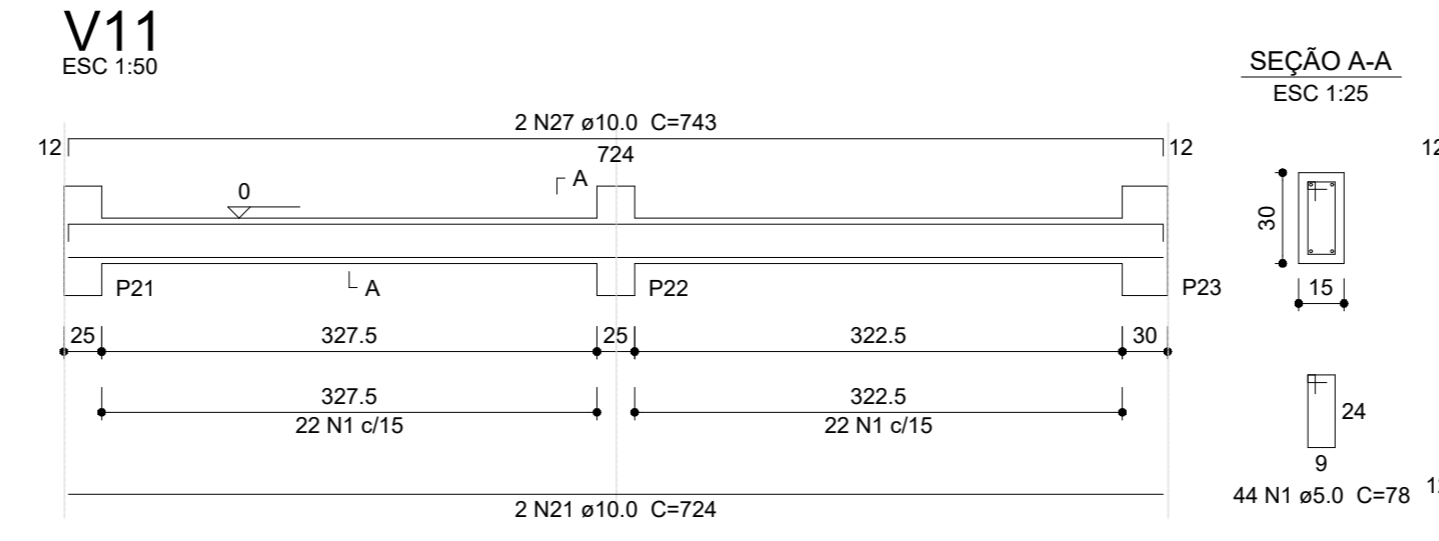 V11
ESC 1:50
SEÇÃO A-A
ESC 1:25
2 N27 ø10.0 C=743
12
724
12
12
A
0
30
A
P21
P22
P23
15
25
327.5
25
322.5
30
327.5
322.5
22 N1 c/15
22 N1 c/15
24
9
44 N1 ø5.0 C=78
2 N21 ø10.0 C=724